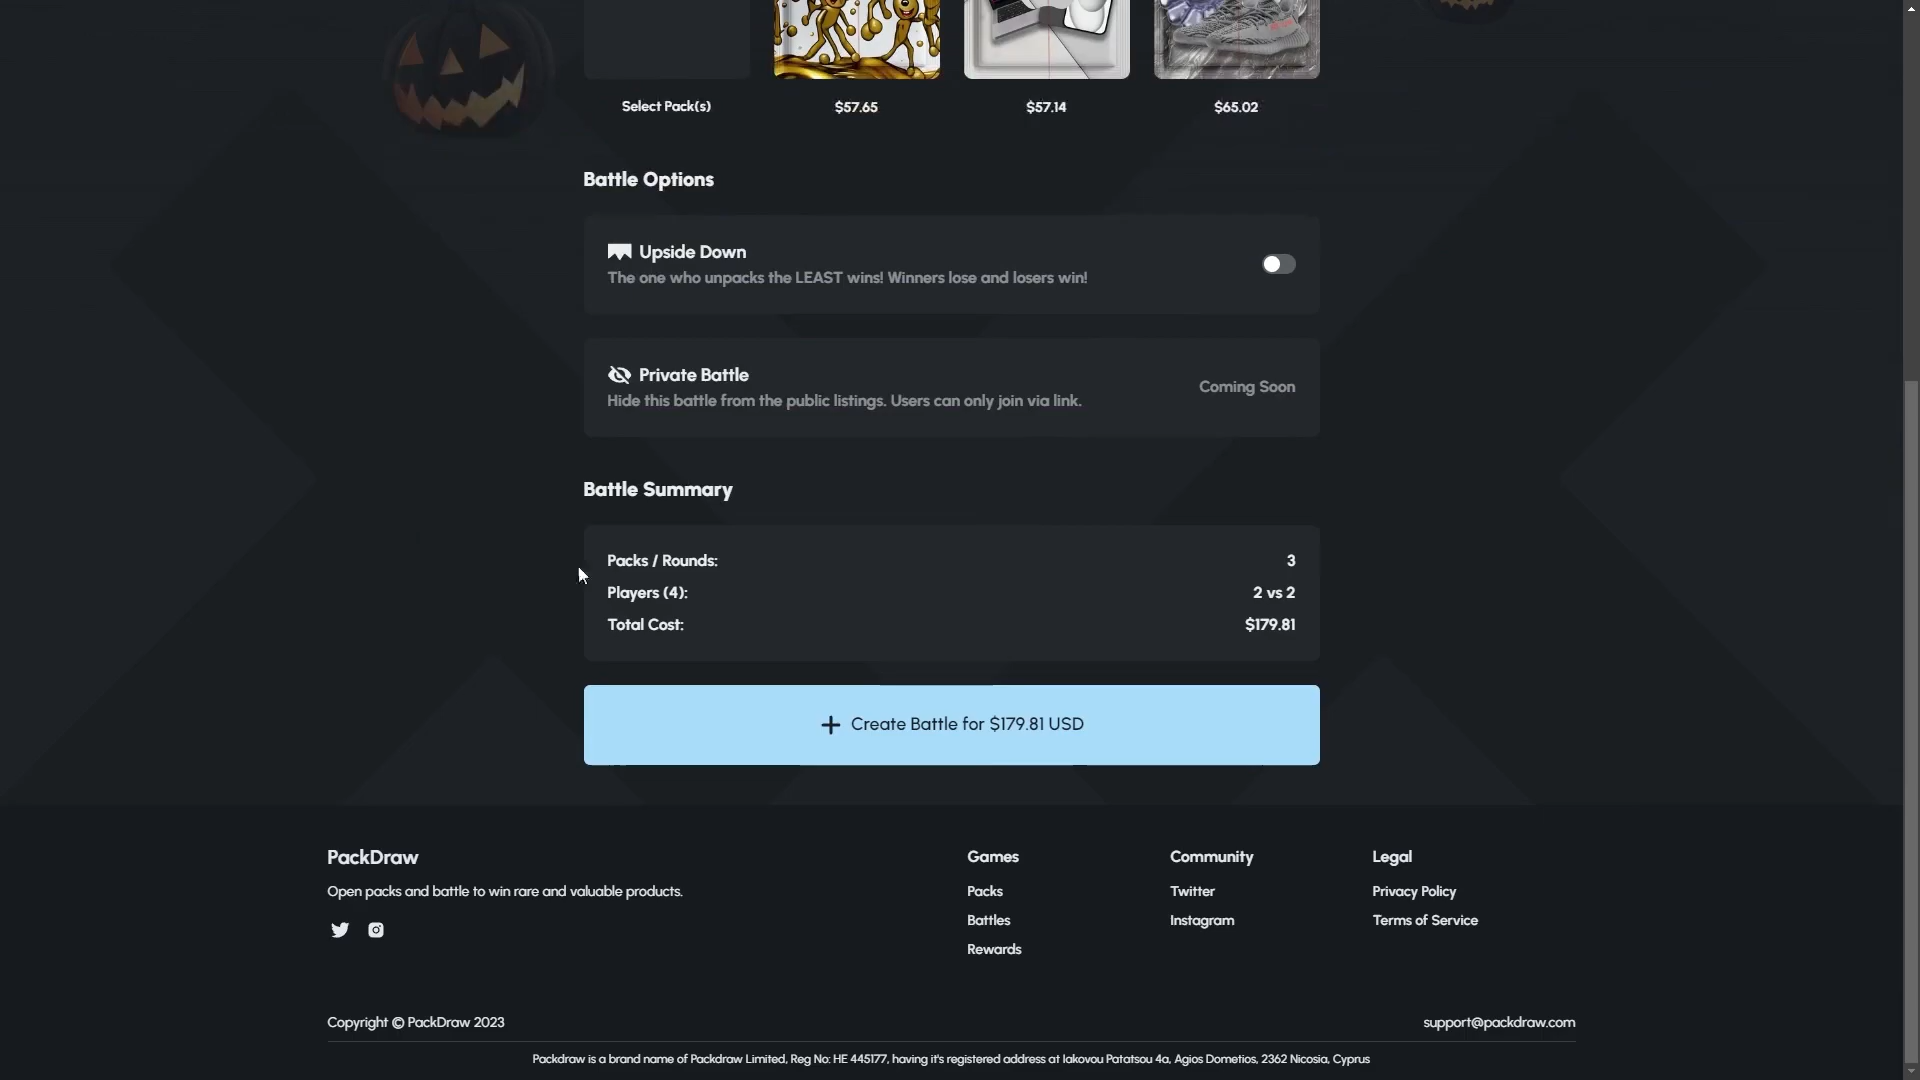 Select Pack(s) $57.65 $57.14 $65.02
Battle Options
Upside Down
The one who unpacks the LEAST wins! Winners lose and losers win!
Private Battle
Hide this battle from the public listings. Users can only join via link.
Coming Soon
Battle Summary
Packs / Rounds: 3
Players (4): 2 vs 2
Total Cost: $179.81
Create Battle for $179.81 USD
PackDraw
Open packs and battle to win rare and valuable products.
Games
Packs
Battles
Rewards
Community
Twitter
Instagram
Legal
Privacy Policy
Terms of Service
Copyright © PackDraw 2023
support@packdraw.com
Packdraw is a brand name of Packdraw Limited, Reg No: HE 445177, having it's registered address at Iakovou Patatsou 4a, Agios Dometios, 2362 Nicosia, Cyprus